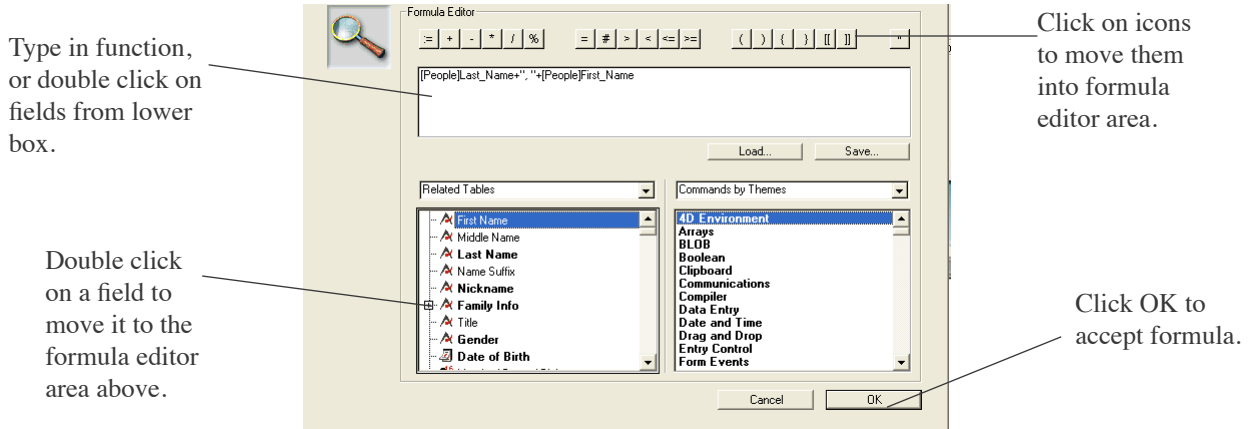 Type in function,
or double click on
fields from lower
box.
Double click
on a field to
move it to the
formula editor
area above.
Formula Editor
:= + - * / % = # > < <= >= ( ) { } [[ ]] "
[People]Last_Name+", "+[People]First_Name
Load... Save...
Related Tables
Commands by Themes
First Name
Middle Name
Last Name
Name Suffix
Nickname
Family Info
Title
Gender
Date of Birth
4D Environment
Arrays
BLOB
Boolean
Clipboard
Communications
Compiler
Data Entry
Date and Time
Drag and Drop
Entry Control
Form Events
Cancel OK
Click on icons
to move them
into formula
editor area.
Click OK to
accept formula.